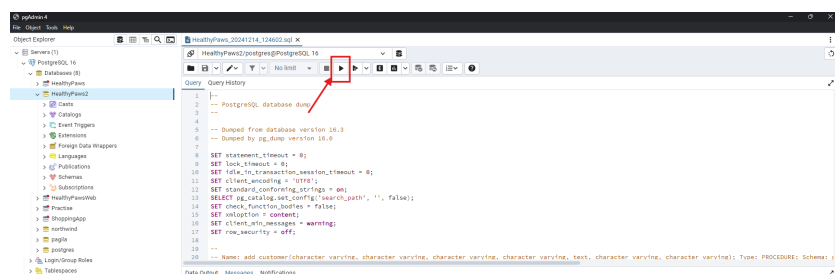 pgAdmin 4
File Object Tools Help
Object Explorer
HealthyPaws_20241214_124602.sql
HealthyPaws2/postgres@PostgreSQL 16
No limit
Query Query History
Servers (1)
PostgreSQL 16
Databases (8)
HealthyPaws
HealthyPaws2
Casts
Catalogs
Event Triggers
Extensions
Foreign Data Wrappers
Languages
Publications
Schemas
Subscriptions
HealthyPawsWeb
Practise
ShoppingApp
northwind
pagila
postgres
Login/Group Roles
Tablespaces
1 --
2 -- PostgreSQL database dump
3 --
4
5 -- Dumped from database version 16.3
6 -- Dumped by pg_dump version 16.0
7
8 SET statement_timeout = 0;
9 SET lock_timeout = 0;
10 SET idle_in_transaction_session_timeout = 0;
11 SET client_encoding = 'UTF8';
12 SET standard_conforming_strings = on;
13 SELECT pg_catalog.set_config('search_path', '', false);
14 SET check_function_bodies = false;
15 SET xmloption = content;
16 SET client_min_messages = warning;
17 SET row_security = off;
18
19 --
20 -- Name: add_customer(character varying, character varying, character varying, character varying, text, character varying, character varying); Type: PROCEDURE; Schema:
Data Output Messages Notifications